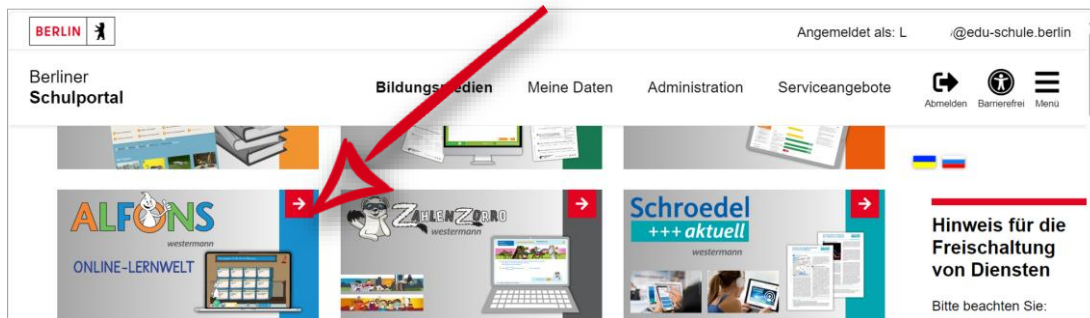 BERLIN
Angemeldet als: L @edu-schule.berlin
Berliner
Schulportal
Bildungsmedien Meine Daten Administration Serviceangebote
Abmelden Barrierefrei Menü
ALFONS
westermann
ONLINE-LERNWELT
ZAHLENZORRO
westermann
Schroedel
+++ aktuell
westermann
Hinweis für die
Freischaltung
von Diensten
Bitte beachten Sie: